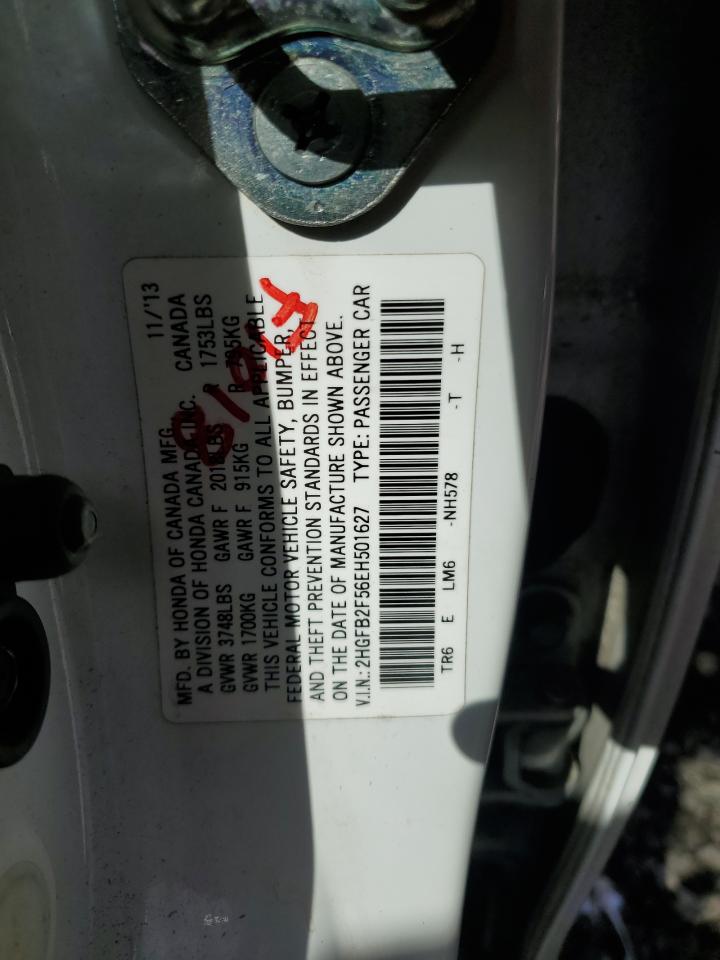 MFD. BY HONDA OF CANADA MFG. 11/'13
A DIVISION OF HONDA CANADA INC. CANADA
GVWR 3748LBS GAWR F 2018LBS R 1753LBS
GVWR 1700KG GAWR F 915KG R 795KG
THIS VEHICLE CONFORMS TO ALL APPLICABLE
FEDERAL MOTOR VEHICLE SAFETY, BUMPER,
AND THEFT PREVENTION STANDARDS IN EFFECT
ON THE DATE OF MANUFACTURE SHOWN ABOVE.
V.I.N.: 2HGFB2F56EH501627 TYPE: PASSENGER CAR
TR6 E LM6 -NH578 -T -H